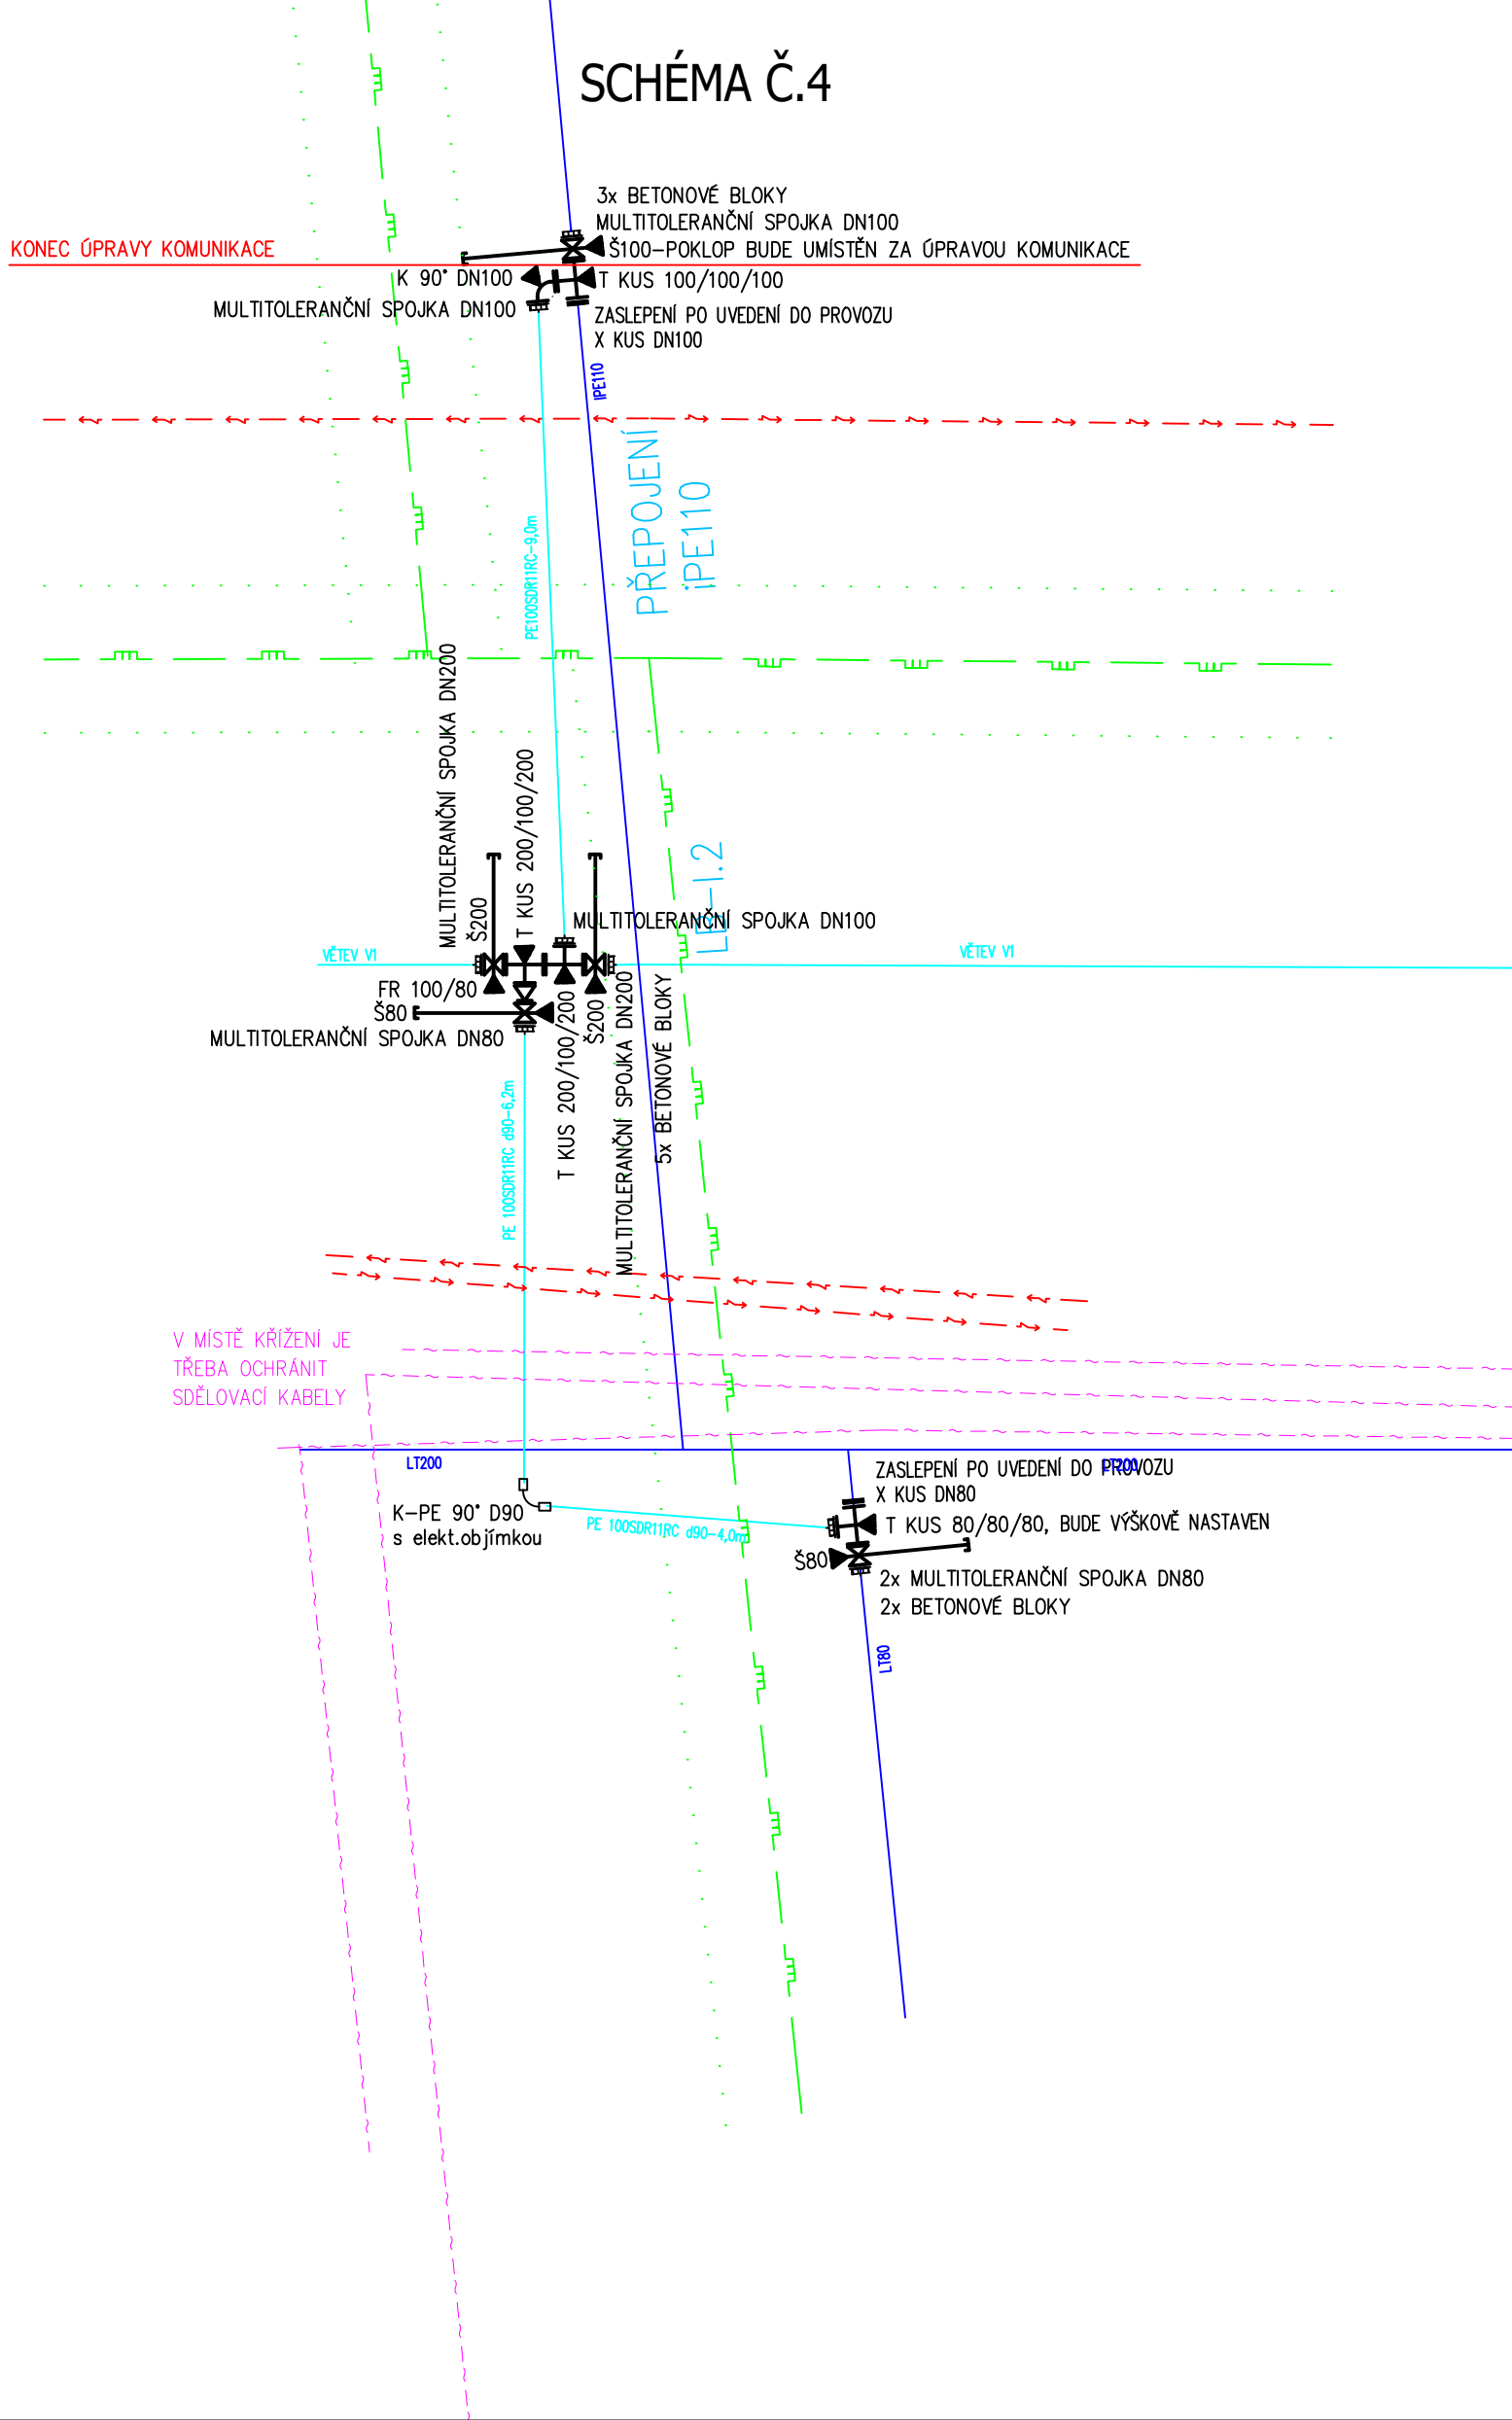 SCHÉMA Č.4
3x BETONOVÉ BLOKY
MULTITOLERANČNÍ SPOJKA DN100
KONEC ÚPRAVY KOMUNIKACE
Š100-POKLOP BUDE UMÍSTĚN ZA ÚPRAVOU KOMUNIKACE
K 90° DN100
T KUS 100/100/100
MULTITOLERANČNÍ SPOJKA DN100
ZASLEPENÍ PO UVEDENÍ DO PROVOZU
X KUS DN100
IPE110
PŘEPOJENÍ
iPE110
PE100SDR11RC-9,0m
MULTITOLERANČNÍ SPOJKA DN200
T KUS 200/100/200
Š200
MULTITOLERANČNÍ SPOJKA DN100
VĚTEV V1
VĚTEV V1
FR 100/80
Š80
MULTITOLERANČNÍ SPOJKA DN80
T KUS 200/100/200
Š200
MULTITOLERANČNÍ SPOJKA DN200
5x BETONOVÉ BLOKY
PE 100SDR11RC d90-6,2m
V MÍSTĚ KŘÍŽENÍ JE
TŘEBA OCHRÁNIT
SDĚLOVACÍ KABELY
LT200
LT200
ZASLEPENÍ PO UVEDENÍ DO PROVOZU
X KUS DN80
K-PE 90° D90
s elekt.objímkou
PE 100SDR11RC d90-4,0m
T KUS 80/80/80, BUDE VÝŠKOVĚ NASTAVEN
Š80
2x MULTITOLERANČNÍ SPOJKA DN80
2x BETONOVÉ BLOKY
LT80